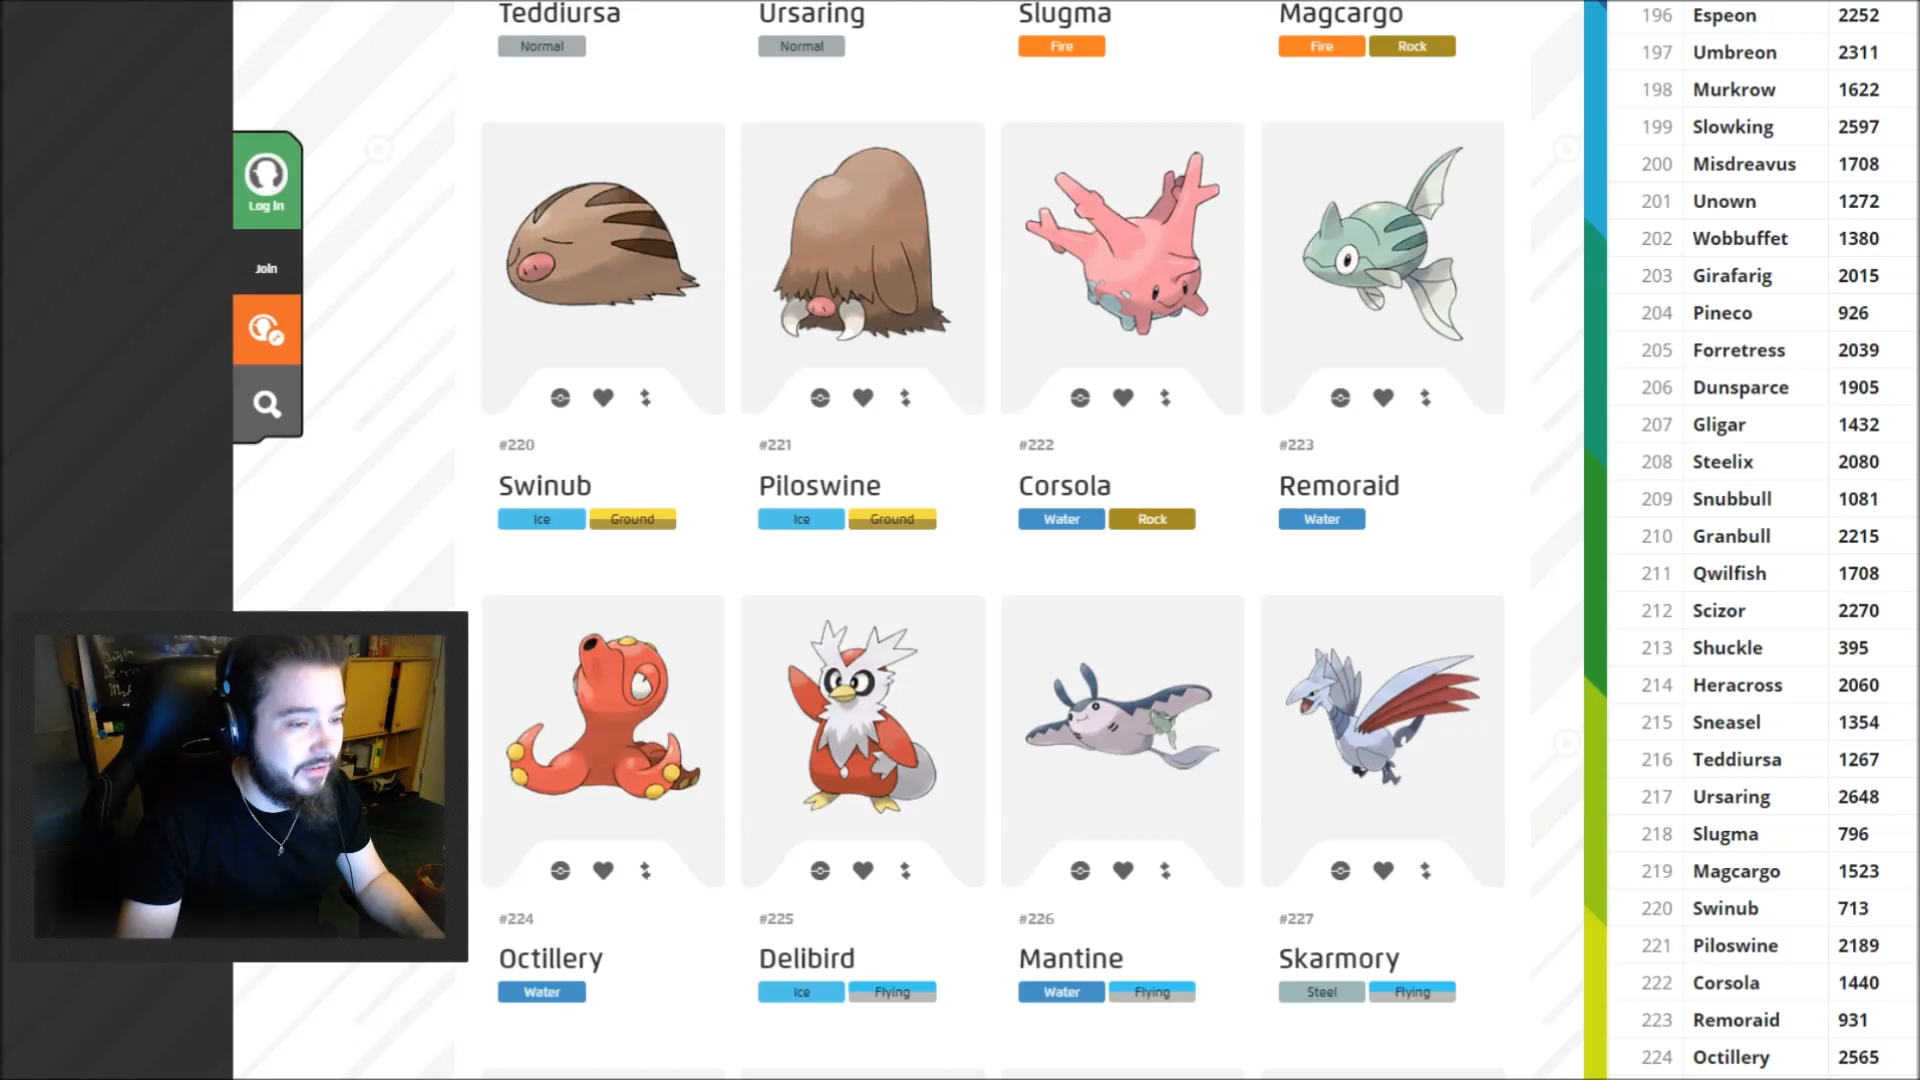 Teddiursa
Normal
Ursaring
Normal
Slugma
Fire
Magcargo
Fire Rock
Log In
Join
#220
Swinub
Ice Ground
#221
Piloswine
Ice Ground
#222
Corsola
Water Rock
#223
Remoraid
Water
#224
Octillery
Water
#225
Delibird
Ice Flying
#226
Mantine
Water Flying
#227
Skarmory
Steel Flying
196 Espeon 2252
197 Umbreon 2311
198 Murkrow 1622
199 Slowking 2597
200 Misdreavus 1708
201 Unown 1272
202 Wobbuffet 1380
203 Girafarig 2015
204 Pineco 926
205 Forretress 2039
206 Dunsparce 1905
207 Gligar 1432
208 Steelix 2080
209 Snubbull 1081
210 Granbull 2215
211 Qwilfish 1708
212 Scizor 2270
213 Shuckle 395
214 Heracross 2060
215 Sneasel 1354
216 Teddiursa 1267
217 Ursaring 2648
218 Slugma 796
219 Magcargo 1523
220 Swinub 713
221 Piloswine 2189
222 Corsola 1440
223 Remoraid 931
224 Octillery 2565